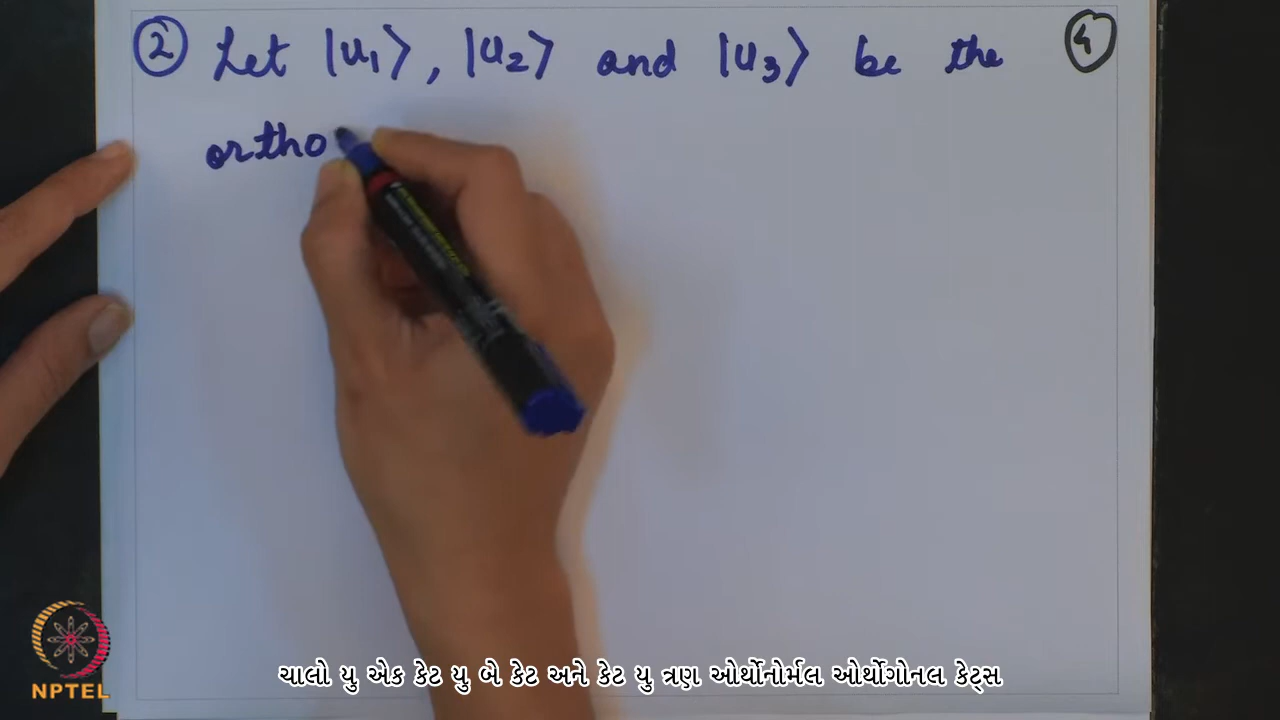 ② Let |u₁⟩, |u₂⟩ and |u₃⟩ be the
④
ortho
NPTEL
ચાલો યુ એક કેટ યુ બે કેટ અને કેટ યુ ત્રણ ઓર્થોનોર્મલ ઓર્થોગોનલ કેટ્સ